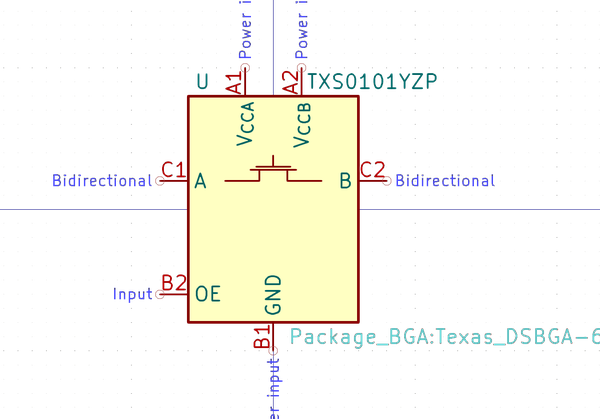 Power i
Power i
A1
A2
U
TXS0101YZP
VCCA
VCCB
Bidirectional
C1
A
B
C2
Bidirectional
Input
B2
OE
GND
B1
Package_BGA:Texas_DSBGA-6
er input